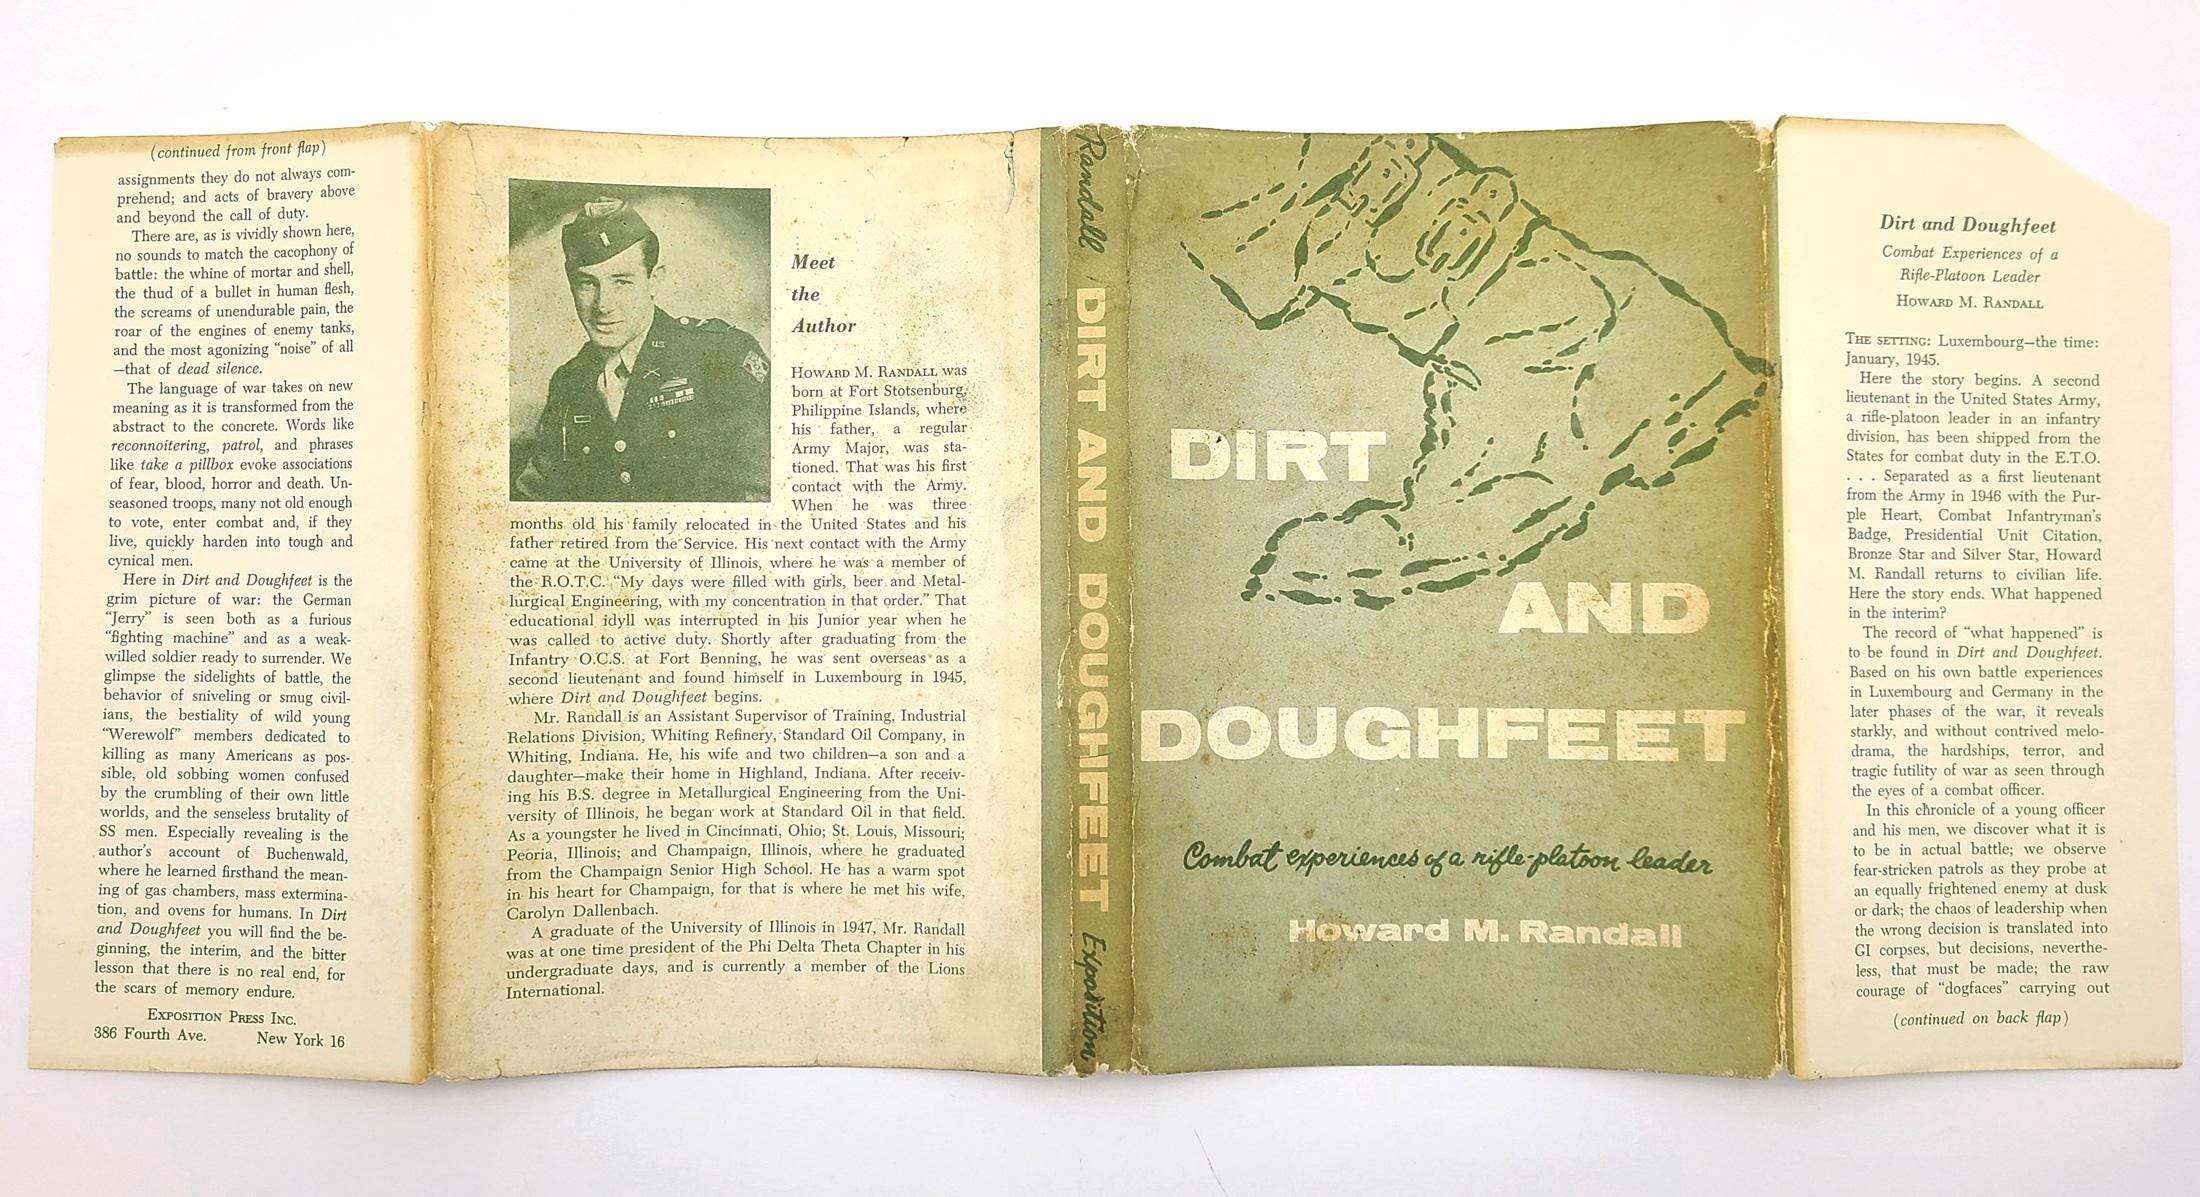 (continued from front flap)
assignments they do not always com-
prehend; and acts of bravery above
and beyond the call of duty.
There are, as is vividly shown here,
no sounds to match the cacophony of
battle: the whine of mortar and shell,
the thud of a bullet in human flesh,
the screams of unendurable pain, the
roar of the engines of enemy tanks,
and the most agonizing "noise" of all
—that of dead silence.
The language of war takes on new
meaning as it is transformed from the
abstract to the concrete. Words like
reconnoitering, patrol, and phrases
like take a pillbox evoke associations
of fear, blood, horror and death. Un-
seasoned troops, many not old enough
to vote, enter combat and, if they
live, quickly harden into tough and
cynical men.
Here in Dirt and Doughfeet is the
grim picture of war: the German
"Jerry" is seen both as a furious
"fighting machine" and as a weak-
willed soldier ready to surrender. We
glimpse the sidelights of battle, the
behavior of sniveling or smug civil-
ians, the bestiality of wild young
"Werewolf" members dedicated to
killing as many Americans as pos-
sible, old sobbing women confused
by the crumbling of their own little
worlds, and the senseless brutality of
SS men. Especially revealing is the
author's account of Buchenwald,
where he learned firsthand the mean-
ing of gas chambers, mass extermina-
tion, and ovens for humans. In Dirt
and Doughfeet you will find the be-
ginning, the interim, and the bitter
lesson that there is no real end, for
the scars of memory endure.
EXPOSITION PRESS INC.
386 Fourth Ave. New York 16
Meet
the
Author
HOWARD M. RANDALL was
born at Fort Stotsenburg,
Philippine Islands, where
his father, a regular
Army Major, was sta-
tioned. That was his first
contact with the Army.
When he was three
months old his family relocated in the United States and his
father retired from the Service. His next contact with the Army
came at the University of Illinois, where he was a member of
the R.O.T.C. "My days were filled with girls, beer and Metal-
lurgical Engineering, with my concentration in that order." That
educational idyll was interrupted in his Junior year when he
was called to active duty. Shortly after graduating from the
Infantry O.C.S. at Fort Benning, he was sent overseas as a
second lieutenant and found himself in Luxembourg in 1945,
where Dirt and Doughfeet begins.
Mr. Randall is an Assistant Supervisor of Training, Industrial
Relations Division, Whiting Refinery, Standard Oil Company, in
Whiting, Indiana. He, his wife and two children—a son and a
daughter—make their home in Highland, Indiana. After receiv-
ing his B.S. degree in Metallurgical Engineering from the Uni-
versity of Illinois, he began work at Standard Oil in that field.
As a youngster he lived in Cincinnati, Ohio; St. Louis, Missouri;
Peoria, Illinois; and Champaign, Illinois, where he graduated
from the Champaign Senior High School. He has a warm spot
in his heart for Champaign, for that is where he met his wife,
Carolyn Dallenbach.
A graduate of the University of Illinois in 1947, Mr. Randall
was at one time president of the Phi Delta Theta Chapter in his
undergraduate days, and is currently a member of the Lions
International.
Randall DIRT AND DOUGHFEET Exposition
DIRT
AND
DOUGHFEET
Combat experiences of a rifle-platoon leader
Howard M. Randall
Dirt and Doughfeet
Combat Experiences of a
Rifle-Platoon Leader
HOWARD M. RANDALL
THE SETTING: Luxembourg—the time:
January, 1945.
Here the story begins. A second
lieutenant in the United States Army,
a rifle-platoon leader in an infantry
division, has been shipped from the
States for combat duty in the E.T.O.
. . . Separated as a first lieutenant
from the Army in 1946 with the Pur-
ple Heart, Combat Infantryman's
Badge, Presidential Unit Citation,
Bronze Star and Silver Star, Howard
M. Randall returns to civilian life.
Here the story ends. What happened
in the interim?
The record of "what happened" is
to be found in Dirt and Doughfeet.
Based on his own battle experiences
in Luxembourg and Germany in the
later phases of the war, it reveals
starkly, and without contrived melo-
drama, the hardships, terror, and
tragic futility of war as seen through
the eyes of a combat officer.
In this chronicle of a young officer
and his men, we discover what it is
to be in actual battle; we observe
fear-stricken patrols as they probe at
an equally frightened enemy at dusk
or dark; the chaos of leadership when
the wrong decision is translated into
GI corpses, but decisions, neverthe-
less, that must be made; the raw
courage of "dogfaces" carrying out
(continued on back flap)